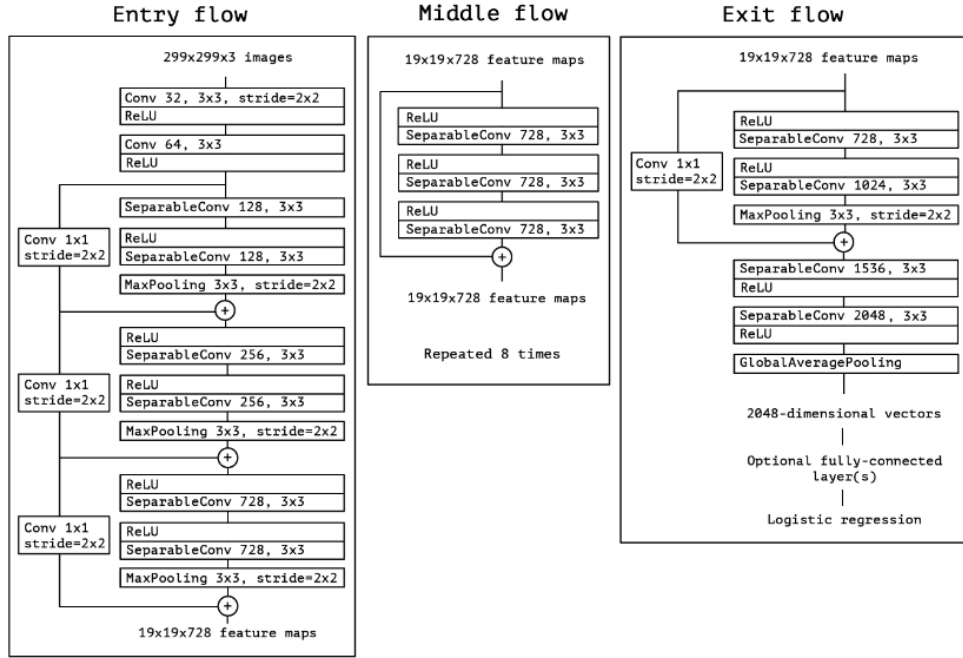 Entry flow
299x299x3 images
Conv 32, 3x3, stride=2x2
ReLU
Conv 64, 3x3
ReLU
SeparableConv 128, 3x3
Conv 1x1
stride=2x2
ReLU
SeparableConv 128, 3x3
MaxPooling 3x3, stride=2x2
+
ReLU
SeparableConv 256, 3x3
Conv 1x1
stride=2x2
ReLU
SeparableConv 256, 3x3
MaxPooling 3x3, stride=2x2
+
ReLU
SeparableConv 728, 3x3
Conv 1x1
stride=2x2
ReLU
SeparableConv 728, 3x3
MaxPooling 3x3, stride=2x2
+
19x19x728 feature maps
Middle flow
19x19x728 feature maps
ReLU
SeparableConv 728, 3x3
ReLU
SeparableConv 728, 3x3
ReLU
SeparableConv 728, 3x3
+
19x19x728 feature maps
Repeated 8 times
Exit flow
19x19x728 feature maps
ReLU
SeparableConv 728, 3x3
Conv 1x1
stride=2x2
ReLU
SeparableConv 1024, 3x3
MaxPooling 3x3, stride=2x2
+
SeparableConv 1536, 3x3
ReLU
SeparableConv 2048, 3x3
ReLU
GlobalAveragePooling
2048-dimensional vectors
Optional fully-connected
layer(s)
Logistic regression